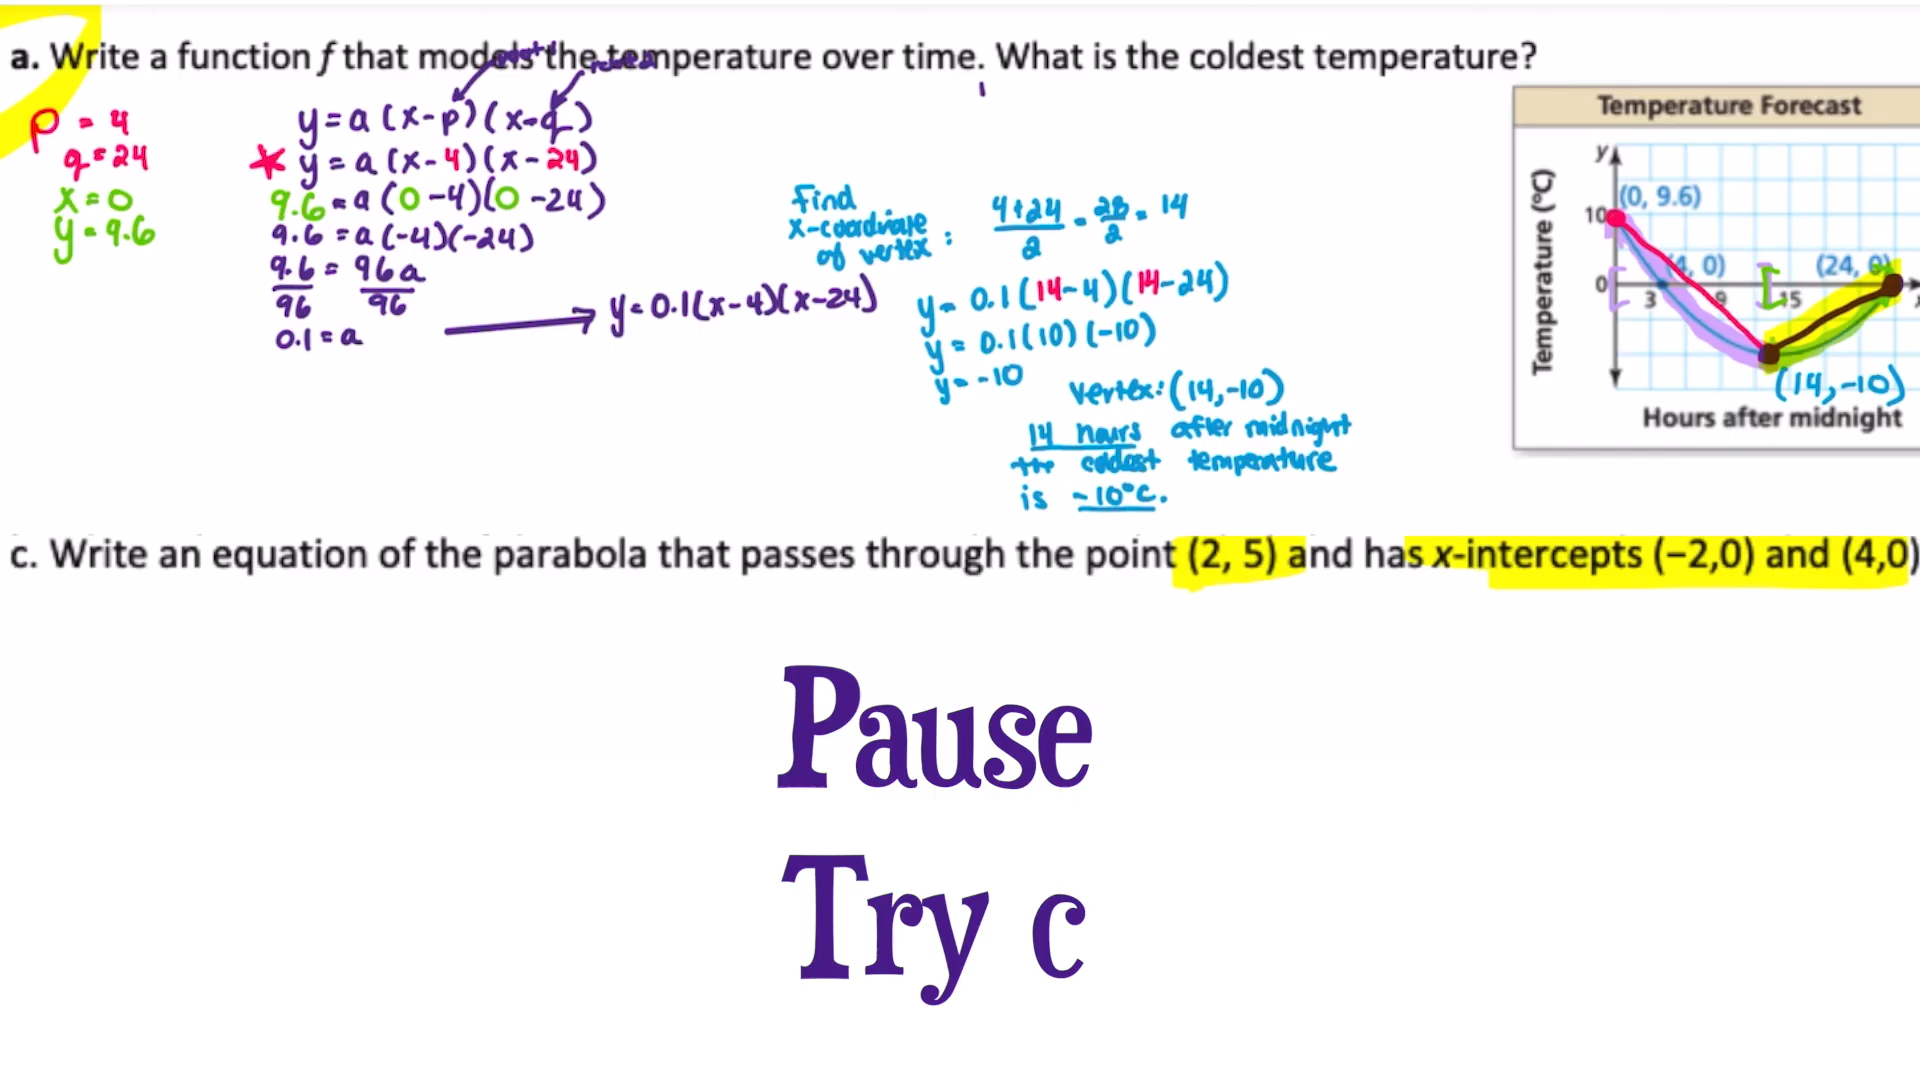 a. Write a function f that models the temperature over time. What is the coldest temperature?
p = 4
q = 24
x = 0
y = 9.6
y = a (x-p)(x-q)
* y = a (x-4)(x-24)
9.6 = a (0-4)(0-24)
9.6 = a(-4)(-24)
9.6 = 96a
96 96
0.1 = a
y = 0.1(x-4)(x-24)
Find
x-coordinate
of vertex :
4+24 = 28 = 14
2 2
y = 0.1(14-4)(14-24)
y = 0.1(10)(-10)
y = -10
vertex: (14,-10)
14 hours after midnight
the coldest temperature
is -10°C.
Temperature Forecast
Temperature (°C)
y
10
(0, 9.6)
(4, 0)
(24, 0)
0
3
9
15
(14,-10)
Hours after midnight
c. Write an equation of the parabola that passes through the point (2, 5) and has x-intercepts (−2,0) and (4,0)
Pause
Try c